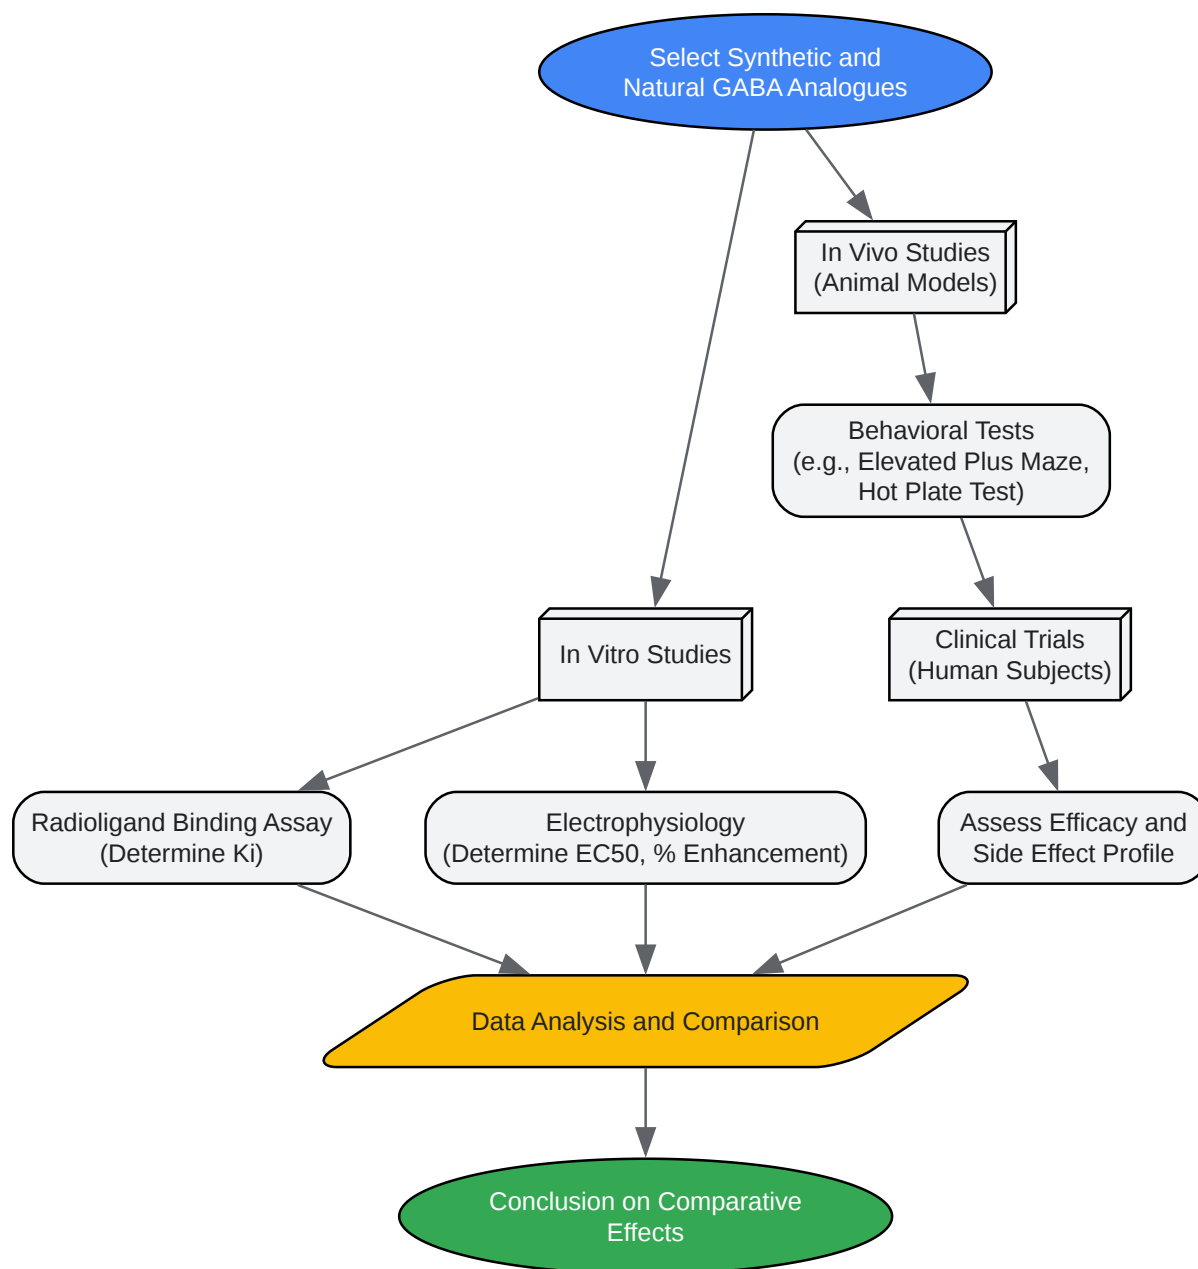 Select Synthetic and
Natural GABA Analogues
In Vivo Studies
(Animal Models)
Behavioral Tests
(e.g., Elevated Plus Maze,
Hot Plate Test)
In Vitro Studies
Clinical Trials
(Human Subjects)
Radioligand Binding Assay
(Determine Ki)
Electrophysiology
(Determine EC50, % Enhancement)
Assess Efficacy and
Side Effect Profile
Data Analysis and Comparison
Conclusion on Comparative
Effects